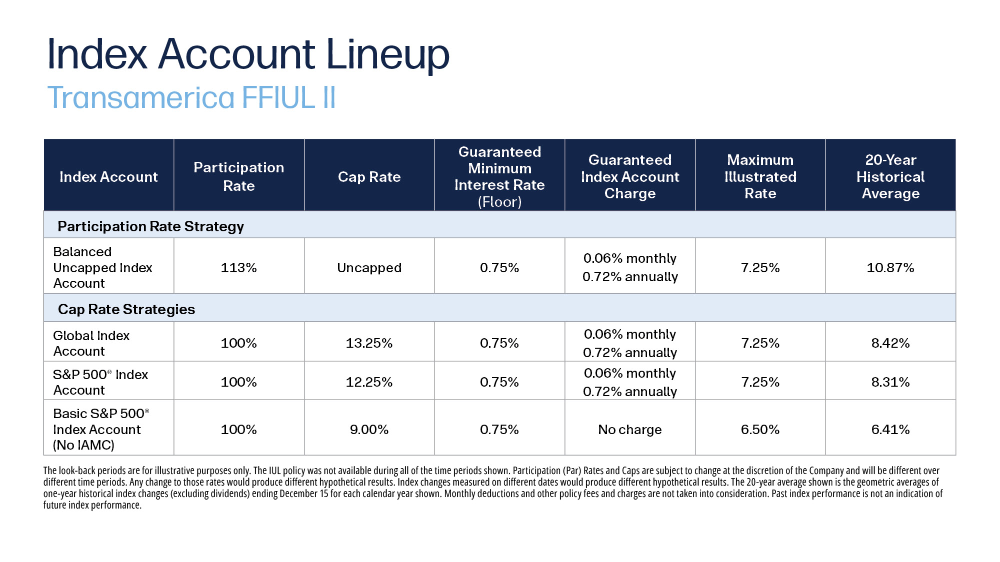 Index Account Lineup
Transamerica FFIUL II
Index Account
Participation
Rate
Cap Rate
Guaranteed
Minimum
Interest Rate
(Floor)
Guaranteed
Index Account
Charge
Maximum
Illustrated
Rate
20-Year
Historical
Average
Participation Rate Strategy
Balanced
Uncapped Index
Account
113%
Uncapped
0.75%
0.06% monthly
0.72% annually
7.25%
10.87%
Cap Rate Strategies
Global Index
Account
100%
13.25%
0.75%
0.06% monthly
0.72% annually
7.25%
8.42%
S&P 500® Index
Account
100%
12.25%
0.75%
0.06% monthly
0.72% annually
7.25%
8.31%
Basic S&P 500®
Index Account
(No IAMC)
100%
9.00%
0.75%
No charge
6.50%
6.41%
The look-back periods are for illustrative purposes only. The IUL policy was not available during all of the time periods shown. Participation (Par) Rates and Caps are subject to change at the discretion of the Company and will be different over
different time periods. Any change to those rates would produce different hypothetical results. Index changes measured on different dates would produce different hypothetical results. The 20-year average shown is the geometric averages of
one-year historical index changes (excluding dividends) ending December 15 for each calendar year shown. Monthly deductions and other policy fees and charges are not taken into consideration. Past index performance is not an indication of
future index performance.